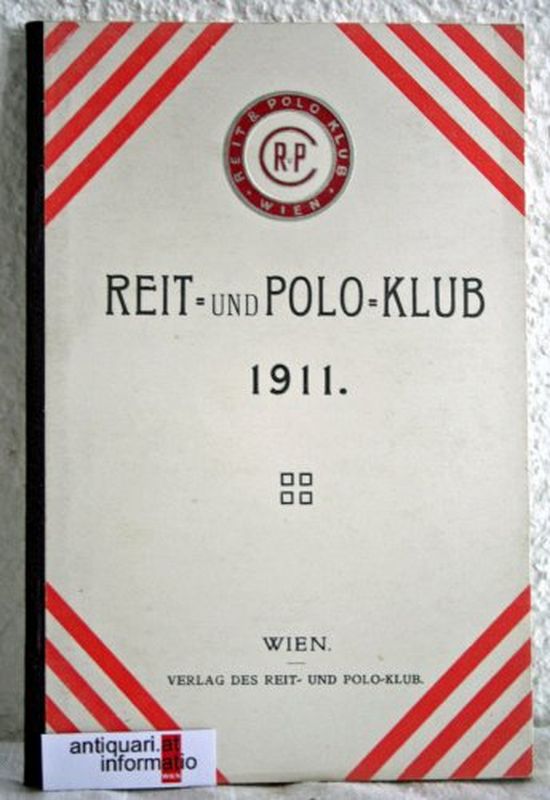 REIT & POLO KLUB
WIEN
C R.P
REIT=UND POLO=KLUB
1911.
WIEN.
VERLAG DES REIT- UND POLO-KLUB.
antiquari.at
informatio
WIEN